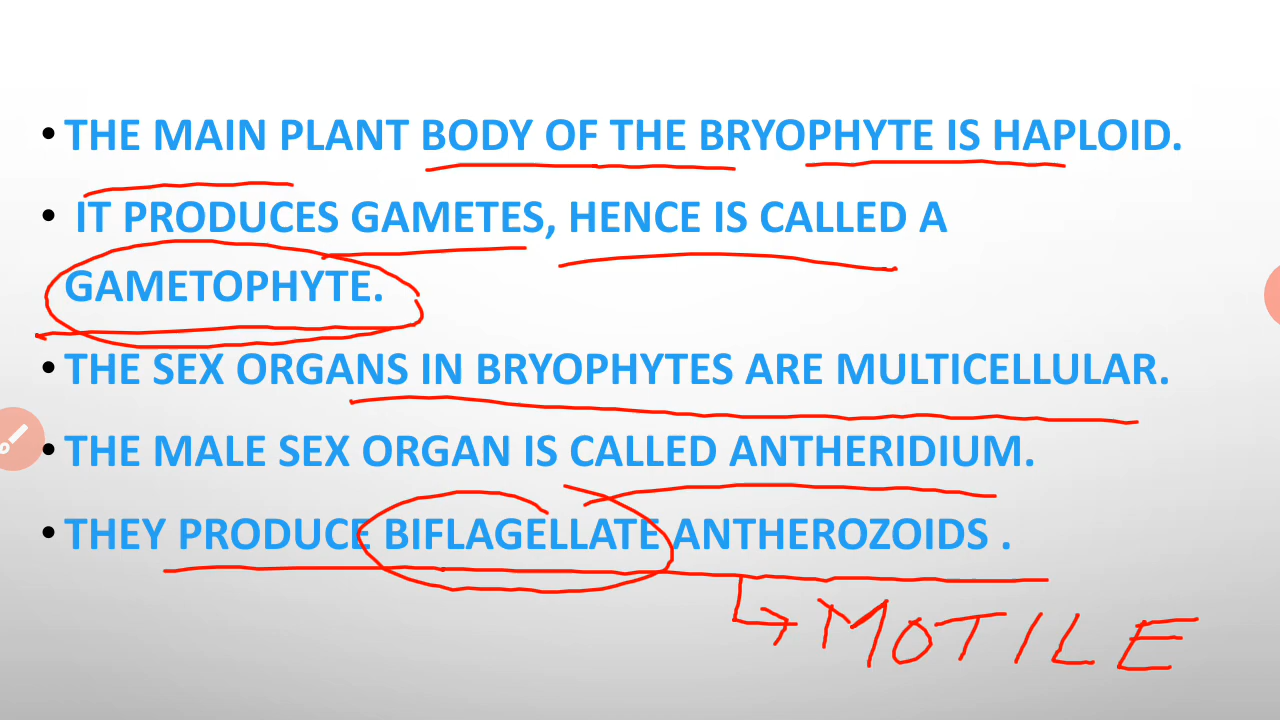 • THE MAIN PLANT BODY OF THE BRYOPHYTE IS HAPLOID.
• IT PRODUCES GAMETES, HENCE IS CALLED A
GAMETOPHYTE.
• THE SEX ORGANS IN BRYOPHYTES ARE MULTICELLULAR.
• THE MALE SEX ORGAN IS CALLED ANTHERIDIUM.
• THEY PRODUCE BIFLAGELLATE ANTHEROZOIDS .
MOTILE